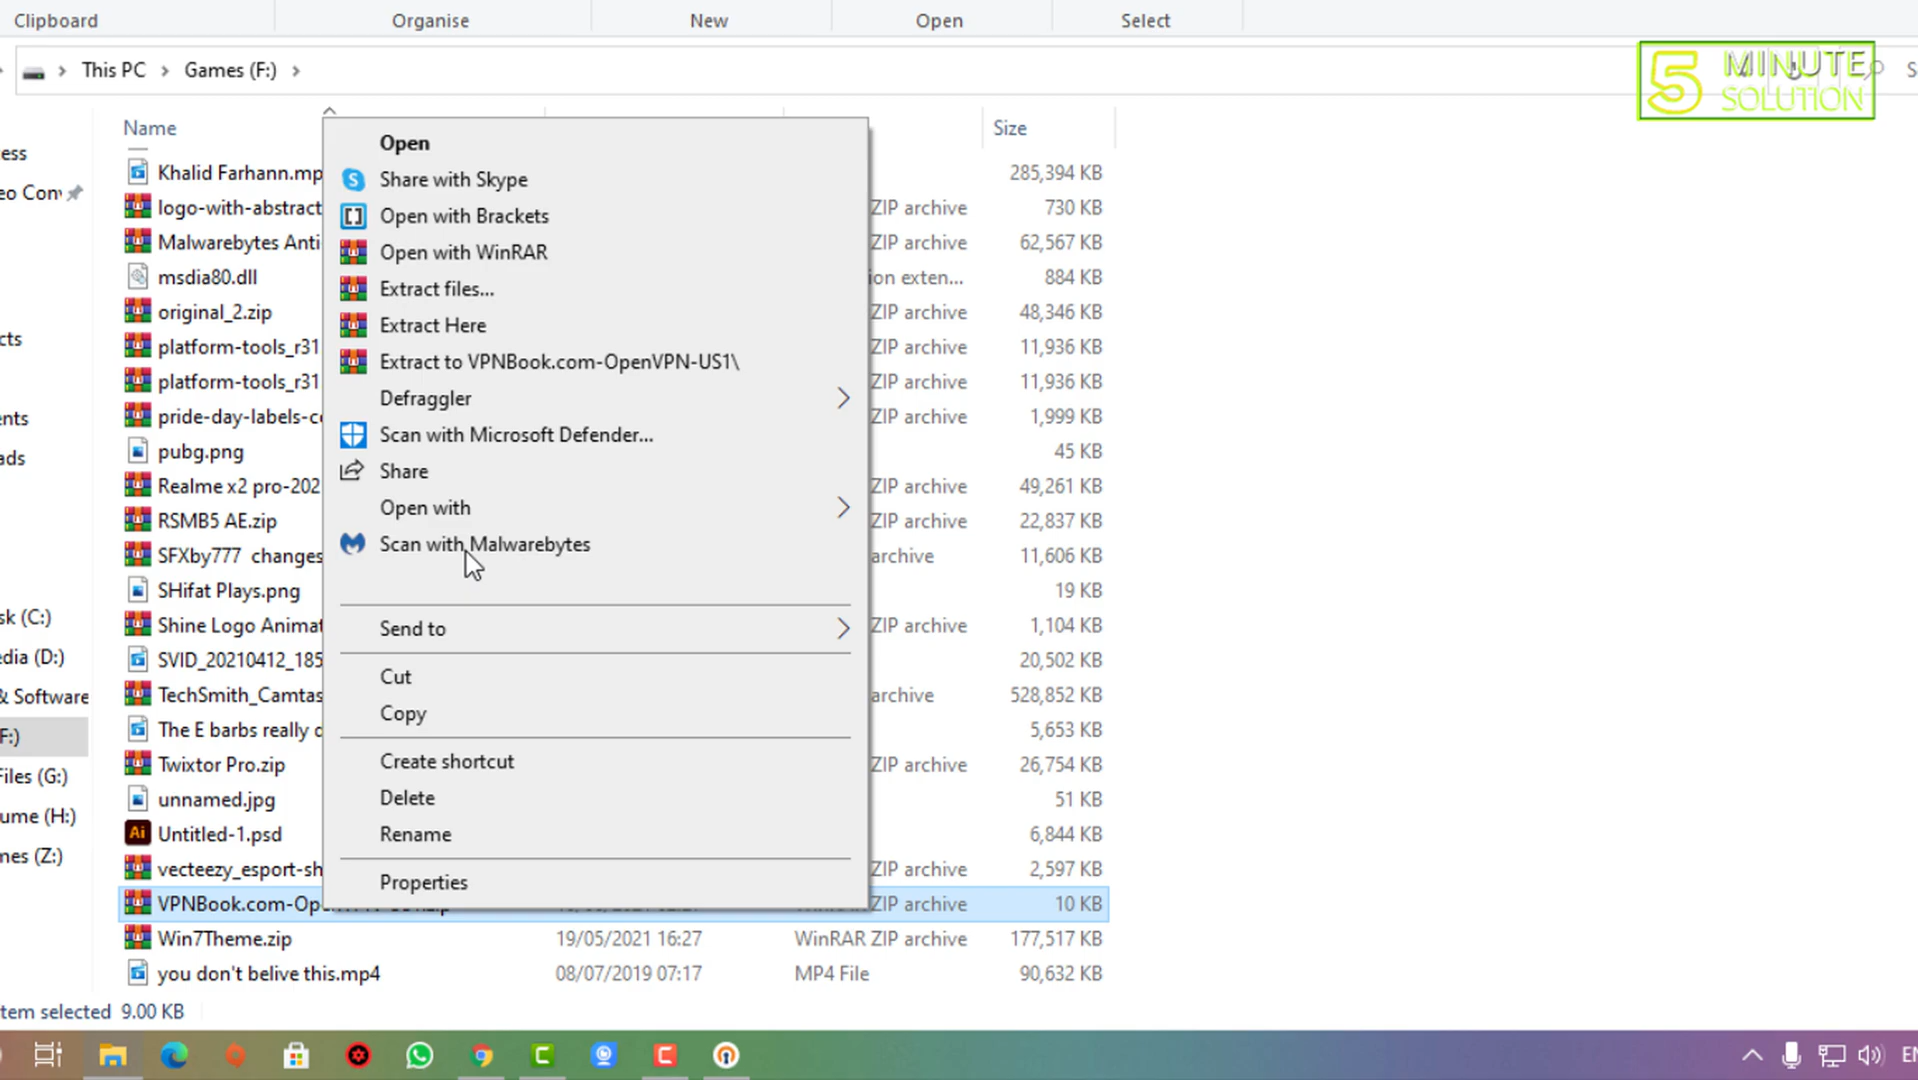 Clipboard Organise New Open Select
This PC Games (F:)
5 MINUTE SOLUTION
Name Size
ess
eo Conv
cts
ents
ads
sk (C:)
edia (D:)
& Software
F:)
Files (G:)
ume (H:)
mes (Z:)
Khalid Farhann.mp 285,394 KB
logo-with-abstract ZIP archive 730 KB
Malwarebytes Anti ZIP archive 62,567 KB
msdia80.dll ion exten... 884 KB
original_2.zip ZIP archive 48,346 KB
platform-tools_r31 ZIP archive 11,936 KB
platform-tools_r31 ZIP archive 11,936 KB
pride-day-labels-co ZIP archive 1,999 KB
pubg.png 45 KB
Realme x2 pro-202 ZIP archive 49,261 KB
RSMB5 AE.zip ZIP archive 22,837 KB
SFXby777 changes archive 11,606 KB
SHifat Plays.png 19 KB
Shine Logo Animat ZIP archive 1,104 KB
SVID_20210412_185 20,502 KB
TechSmith_Camtas archive 528,852 KB
The E barbs really d 5,653 KB
Twixtor Pro.zip ZIP archive 26,754 KB
unnamed.jpg 51 KB
Untitled-1.psd 6,844 KB
vecteezy_esport-sh ZIP archive 2,597 KB
VPNBook.com-Ope ZIP archive 10 KB
Win7Theme.zip 19/05/2021 16:27 WinRAR ZIP archive 177,517 KB
you don't belive this.mp4 08/07/2019 07:17 MP4 File 90,632 KB
Open
Share with Skype
Open with Brackets
Open with WinRAR
Extract files...
Extract Here
Extract to VPNBook.com-OpenVPN-US1\
Defraggler
Scan with Microsoft Defender...
Share
Open with
Scan with Malwarebytes
Send to
Cut
Copy
Create shortcut
Delete
Rename
Properties
tem selected 9.00 KB
EN